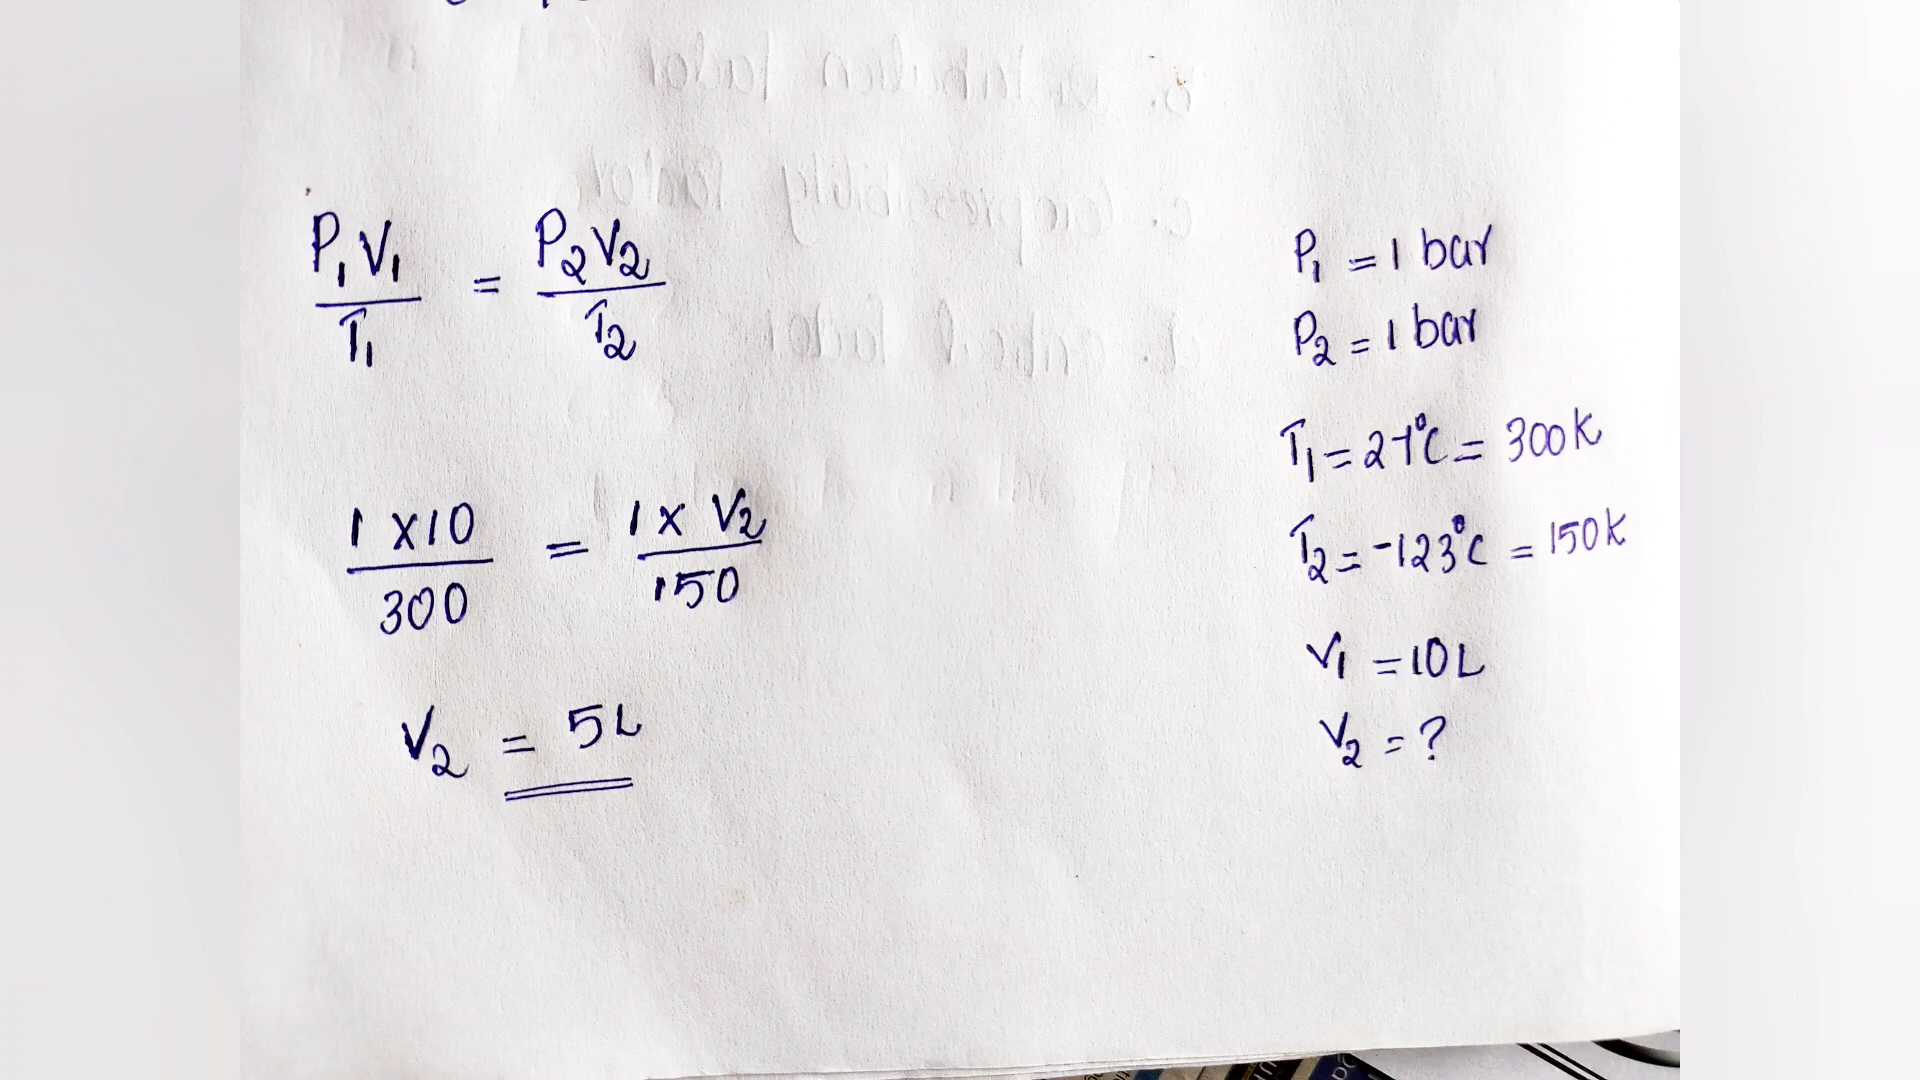 P₁V₁/T₁ = P₂V₂/T₂
1 x 10/300 = 1 x V₂/150
V₂ = 5L
P₁ = 1 bar
P₂ = 1 bar
T₁ = 27°C = 300K
T₂ = -123°C = 150K
V₁ = 10L
V₂ = ?